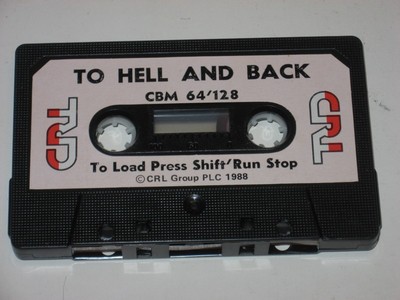 TO HELL AND BACK
CBM 64'128
CRL
CRL
To Load Press Shift'Run Stop
©CRL Group PLC 1988